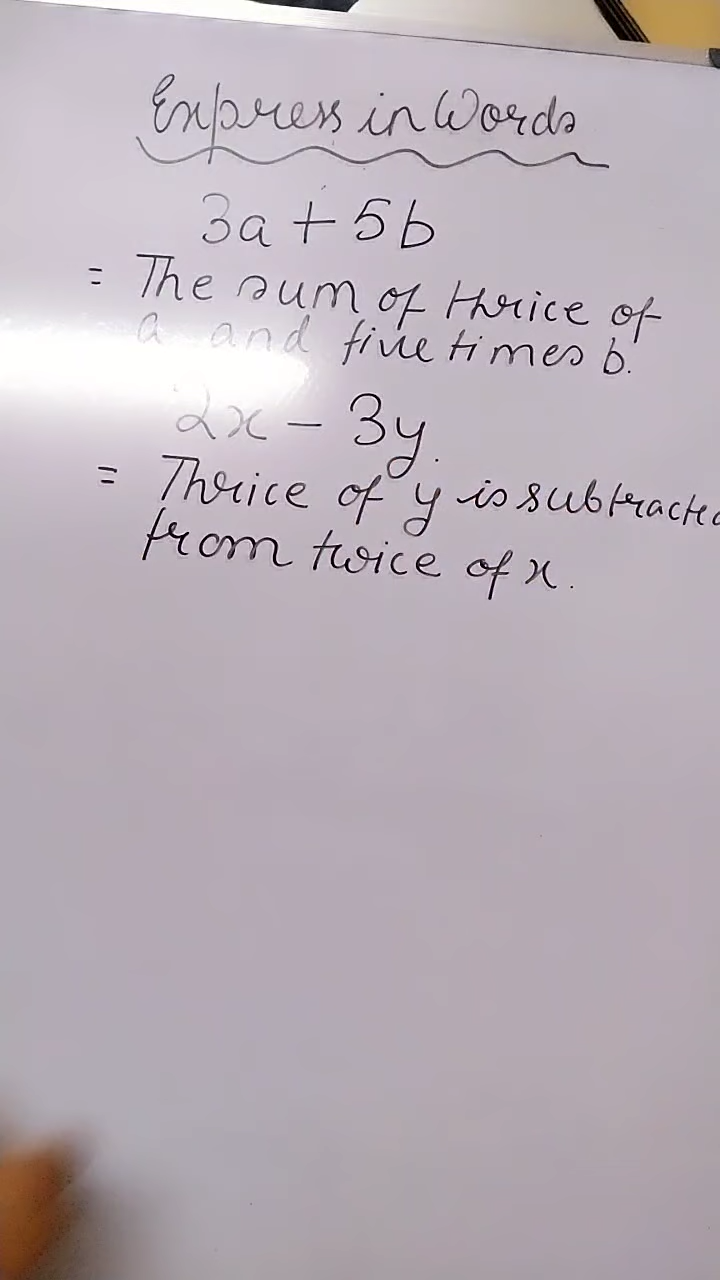 Express in Words
3a + 5b
= The sum of thrice of
a and five times b.
2x - 3y.
= Thrice of y is subtracted
from twice of x.